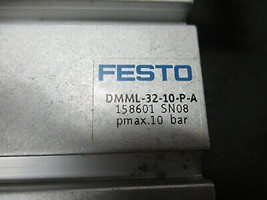 FESTO
DMML-32-10-P-A
158601 SN08
pmax.10 bar